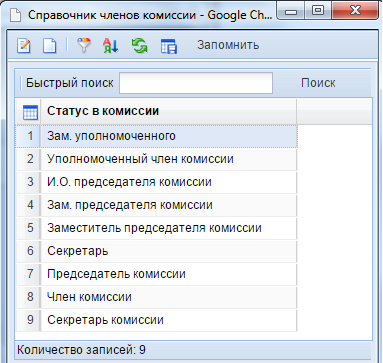 Справочник членов комиссии - Google Ch...
Запомнить
Быстрый поиск Поиск
Статус в комиссии
1 Зам. уполномоченного
2 Уполномоченный член комиссии
3 И.О. председателя комиссии
4 Зам. председателя комиссии
5 Заместитель председателя комиссии
6 Секретарь
7 Председатель комиссии
8 Член комиссии
9 Секретарь комиссии
Количество записей: 9